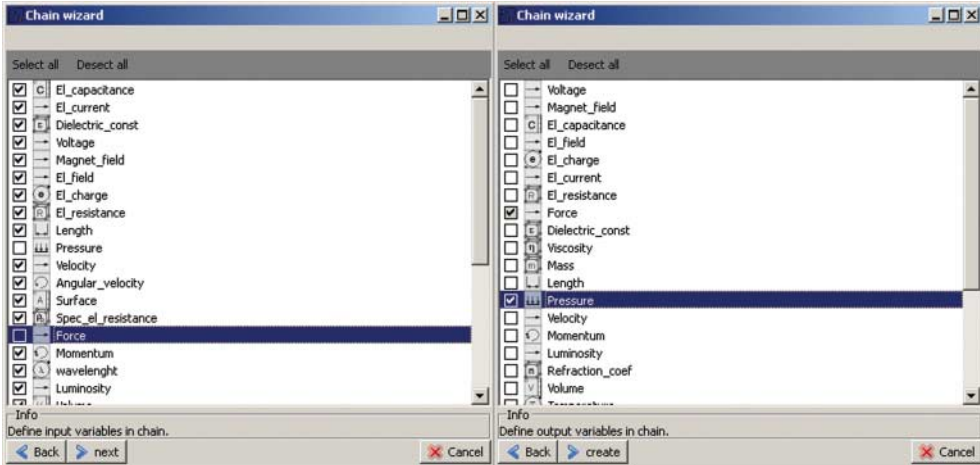 Chain wizard
Select all Desect all
El_capacitance
El_current
Dielectric_const
Voltage
Magnet_field
El_field
El_charge
El_resistance
Length
Pressure
Velocity
Angular_velocity
Surface
Spec_el_resistance
Force
Momentum
wavelenght
Luminosity
Info
Define input variables in chain.
Back next Cancel
Chain wizard
Select all Desect all
Voltage
Magnet_field
El_capacitance
El_field
El_charge
El_current
El_resistance
Force
Dielectric_const
Viscosity
Mass
Length
Pressure
Velocity
Momentum
Luminosity
Refraction_coef
Volume
Info
Define output variables in chain.
Back create Cancel